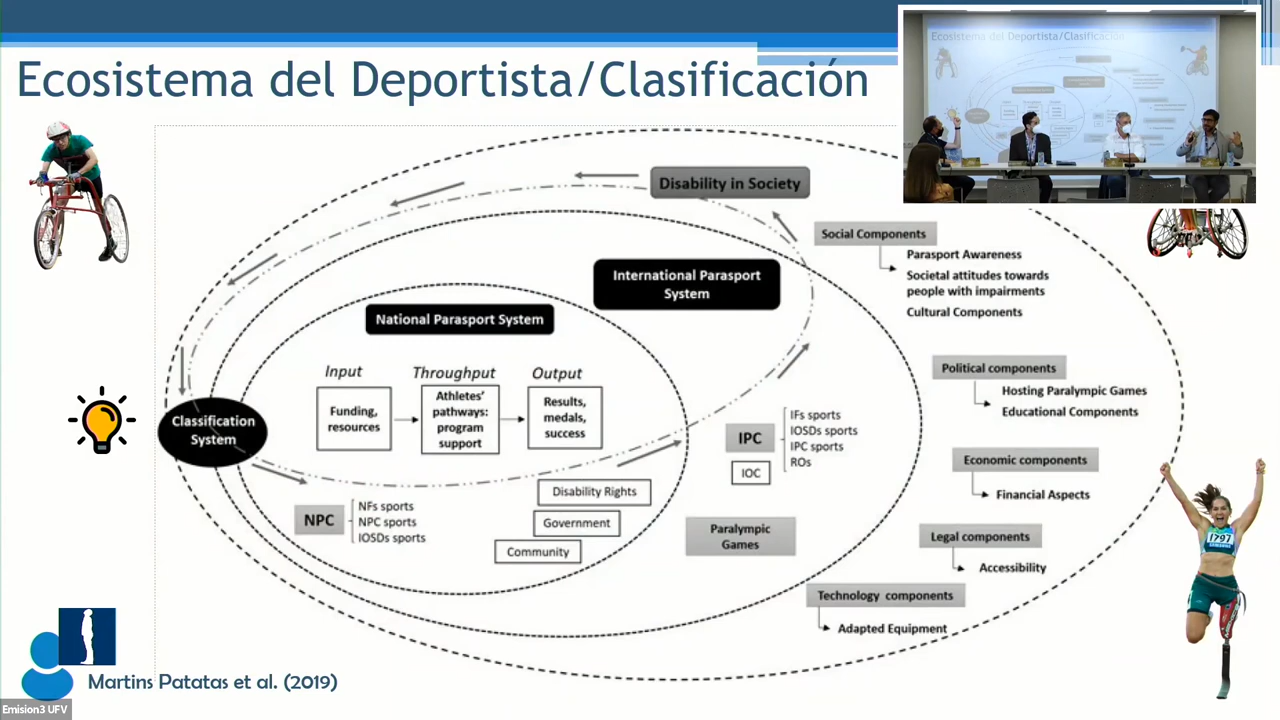 Ecosistema del Deportista/Clasificación
Ecosistema del Deportista/Clasificación
Disability in Society
Social Components
Parasport Awareness
Societal attitudes towards
people with impairments
Cultural Components
International Parasport
System
National Parasport System
Input
Throughput
Output
Funding,
resources
Athletes'
pathways:
program
support
Results,
medals,
success
Classification
System
Political components
Hosting Paralympic Games
Educational Components
IPC
IFs sports
IOSDs sports
IPC sports
ROs
IOC
Economic components
Financial Aspects
NPC
NFs sports
NPC sports
IOSDs sports
Disability Rights
Government
Community
Paralympic
Games
Legal components
Accessibility
Technology components
Adapted Equipment
1797
Martins Patatas et al. (2019)
Emision3 UFV